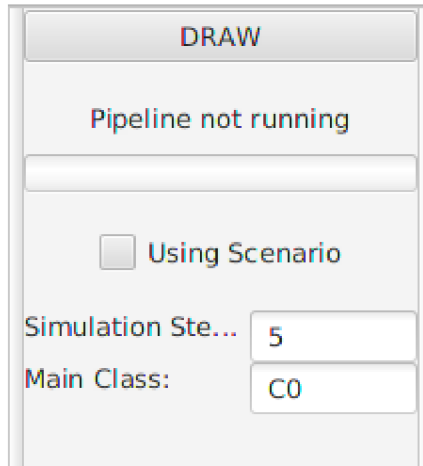 DRAW
Pipeline not running
Using Scenario
Simulation Ste... 5
Main Class: C0